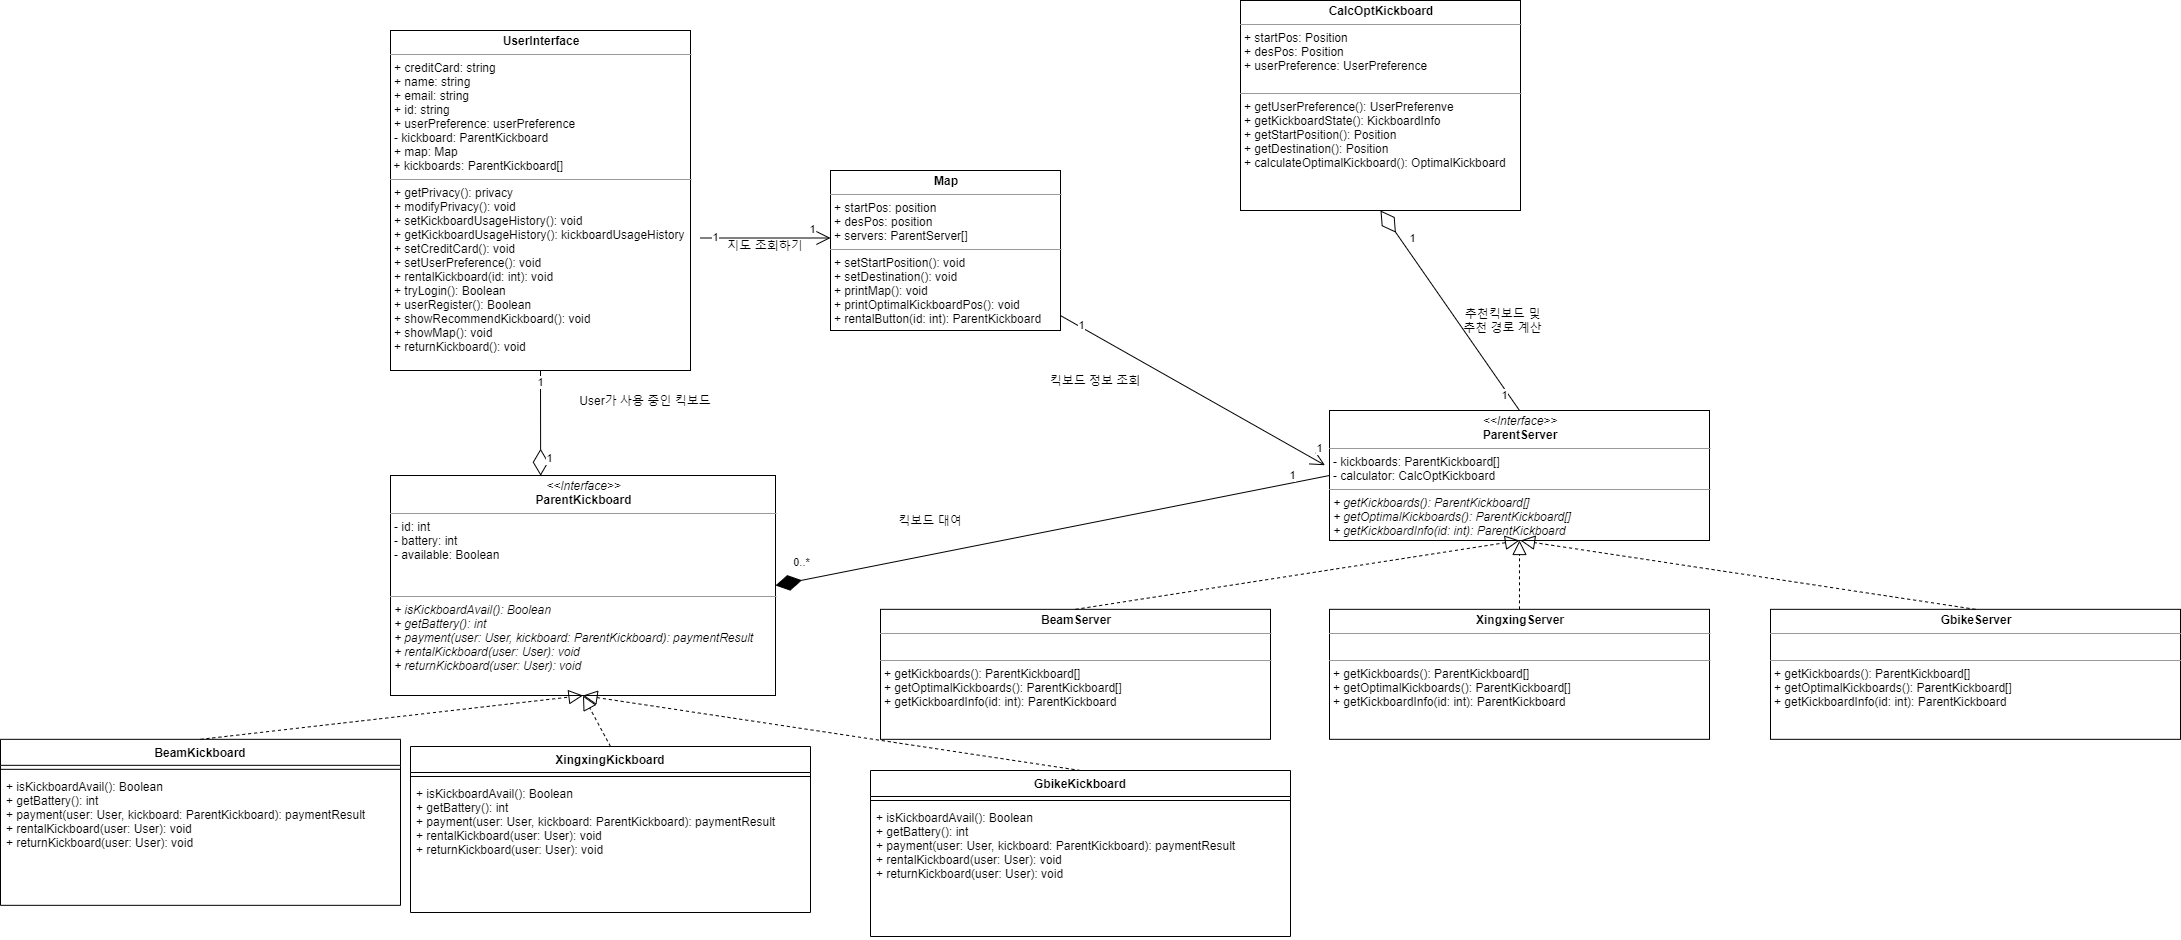 UserInterface
+ creditCard: string
+ name: string
+ email: string
+ id: string
+ userPreference: userPreference
- kickboard: ParentKickboard
+ map: Map
+ kickboards: ParentKickboard[]
+ getPrivacy(): privacy
+ modifyPrivacy(): void
+ setKickboardUsageHistory(): void
+ getKickboardUsageHistory(): kickboardUsageHistory
+ setCreditCard(): void
+ setUserPreference(): void
+ rentalKickboard(id: int): void
+ tryLogin(): Boolean
+ userRegister(): Boolean
+ showRecommendKickboard(): void
+ showMap(): void
+ returnKickboard(): void
1
지도 조회하기
1
Map
+ startPos: position
+ desPos: position
+ servers: ParentServer[]
+ setStartPosition(): void
+ setDestination(): void
+ printMap(): void
+ printOptimalKickboardPos(): void
+ rentalButton(id: int): ParentKickboard
CalcOptKickboard
+ startPos: Position
+ desPos: Position
+ userPreference: UserPreference
+ getUserPreference(): UserPreferenve
+ getKickboardState(): KickboardInfo
+ getStartPosition(): Position
+ getDestination(): Position
+ calculateOptimalKickboard(): OptimalKickboard
1
추천킥보드 및
추천 경로 계산
1
1
킥보드 정보 조회
1
1
User가 사용 중인 킥보드
1
<<Interface>>
ParentServer
- kickboards: ParentKickboard[]
- calculator: CalcOptKickboard
+ getKickboards(): ParentKickboard[]
+ getOptimalKickboards(): ParentKickboard[]
+ getKickboardInfo(id: int): ParentKickboard
1
킥보드 대여
0..*
<<Interface>>
ParentKickboard
- id: int
- battery: int
- available: Boolean
+ isKickboardAvail(): Boolean
+ getBattery(): int
+ payment(user: User, kickboard: ParentKickboard): paymentResult
+ rentalKickboard(user: User): void
+ returnKickboard(user: User): void
BeamServer
+ getKickboards(): ParentKickboard[]
+ getOptimalKickboards(): ParentKickboard[]
+ getKickboardInfo(id: int): ParentKickboard
XingxingServer
+ getKickboards(): ParentKickboard[]
+ getOptimalKickboards(): ParentKickboard[]
+ getKickboardInfo(id: int): ParentKickboard
GbikeServer
+ getKickboards(): ParentKickboard[]
+ getOptimalKickboards(): ParentKickboard[]
+ getKickboardInfo(id: int): ParentKickboard
BeamKickboard
+ isKickboardAvail(): Boolean
+ getBattery(): int
+ payment(user: User, kickboard: ParentKickboard): paymentResult
+ rentalKickboard(user: User): void
+ returnKickboard(user: User): void
XingxingKickboard
+ isKickboardAvail(): Boolean
+ getBattery(): int
+ payment(user: User, kickboard: ParentKickboard): paymentResult
+ rentalKickboard(user: User): void
+ returnKickboard(user: User): void
GbikeKickboard
+ isKickboardAvail(): Boolean
+ getBattery(): int
+ payment(user: User, kickboard: ParentKickboard): paymentResult
+ rentalKickboard(user: User): void
+ returnKickboard(user: User): void